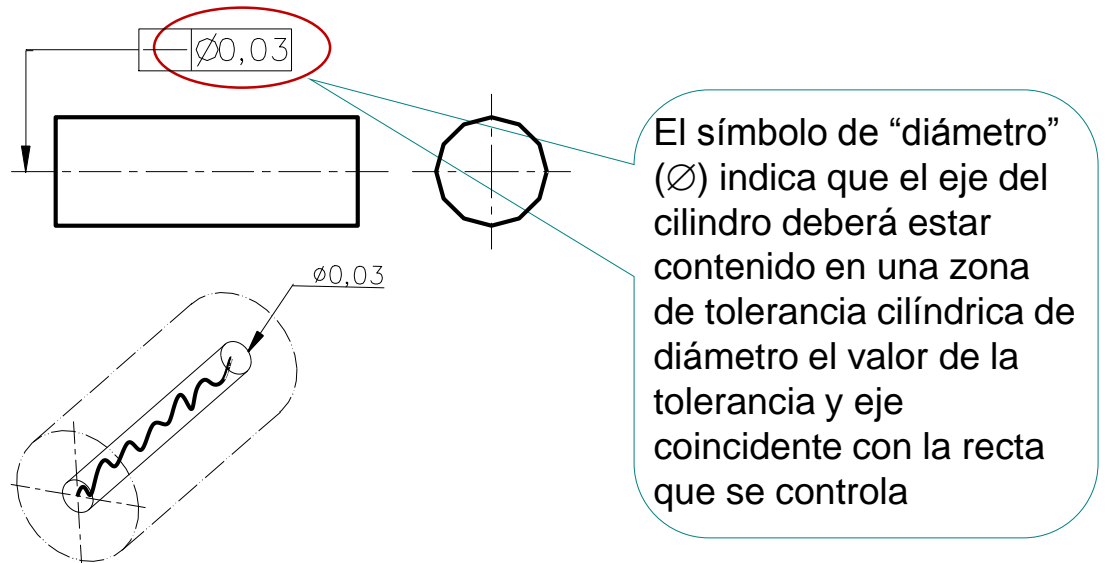 ∅0,03
El símbolo de “diámetro”
(∅) indica que el eje del
cilindro deberá estar
contenido en una zona
de tolerancia cilíndrica de
diámetro el valor de la
tolerancia y eje
coincidente con la recta
que se controla
∅0,03